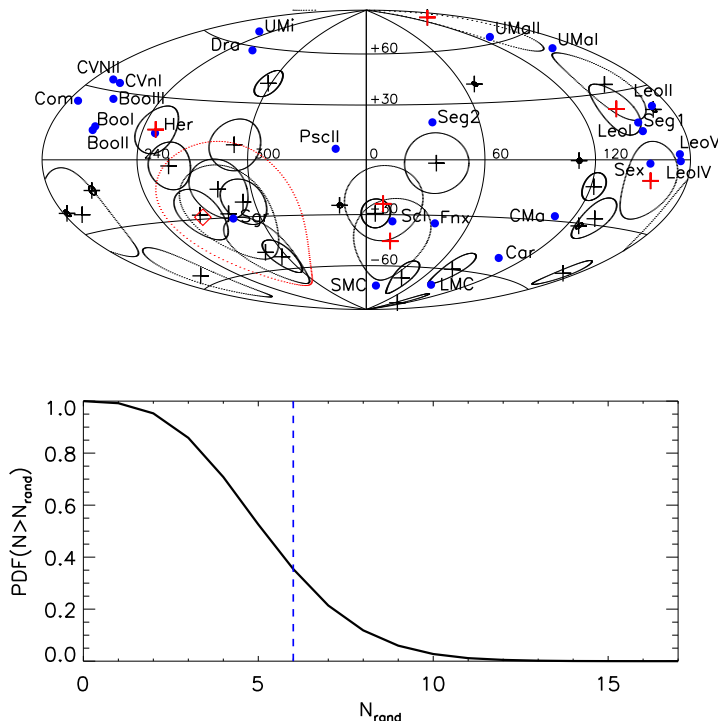 UMi
UMaII
UMaI
Dra
+60
CVNII
CVnI
Com
BooIII
+30
LeoII
BooI
BooII
Her
Seg2
LeoI
Seg1
PscII
LeoV
240
300
0
60
120
Sex
LeoIV
Sgr
Scl
Fnx
CMa
-60
Car
SMC
LMC
1.0
0.8
0.6
0.4
0.2
0.0
PDF(N>N_rand)
0
5
10
15
N_rand